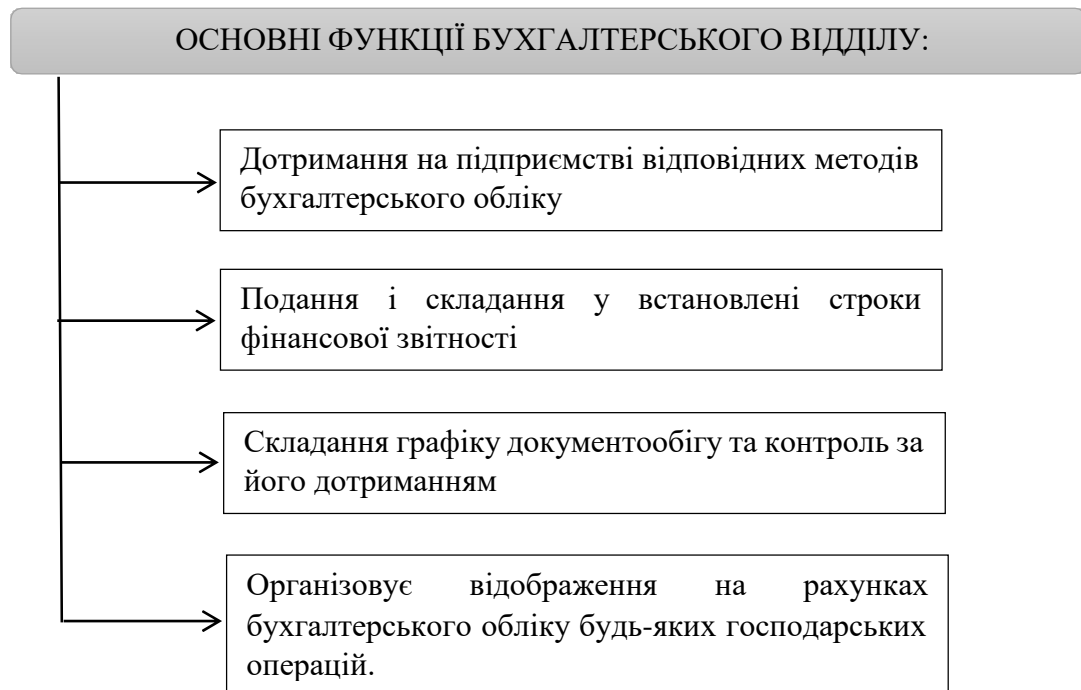 ОСНОВНІ ФУНКЦІЇ БУХГАЛТЕРСЬКОГО ВІДДІЛУ:
Дотримання на підприємстві відповідних методів
бухгалтерського обліку
Подання і складання у встановлені строки
фінансової звітності
Складання графіку документообігу та контроль за
його дотриманням
Організовує відображення на рахунках
бухгалтерського обліку будь-яких господарських
операцій.